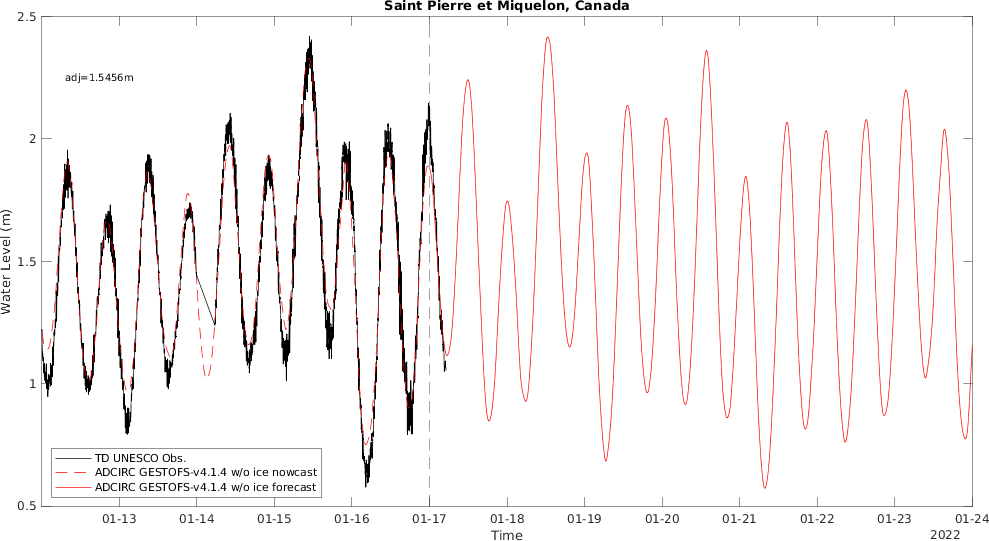 Saint Pierre et Miquelon, Canada
2.5
adj=1.5456m
2
Water Level (m)
1.5
1
TD UNESCO Obs.
ADCIRC GESTOFS-v4.1.4 w/o ice nowcast
ADCIRC GESTOFS-v4.1.4 w/o ice forecast
0.5
01-13 01-14 01-15 01-16 01-17 01-18 01-19 01-20 01-21 01-22 01-23 01-24
Time 2022